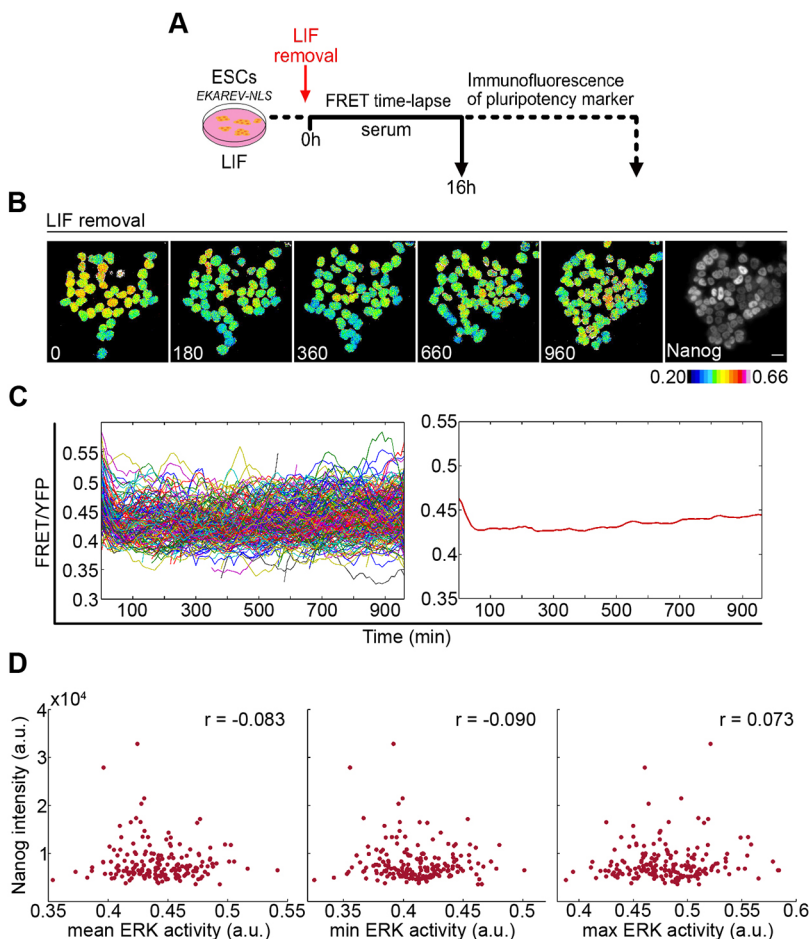 A
LIF
removal
ESCs
EKAREV-NLS
LIF
0h
FRET time-lapse
serum
16h
Immunofluorescence
of pluripotency marker
B
LIF removal
0
180
360
660
960
Nanog
0.20 0.66
C
FRET/YFP
0.55
0.5
0.45
0.4
0.35
0.3
100 300 500 700 900
0.55
0.5
0.45
0.4
0.35
100 300 500 700 900
Time (min)
D
Nanog intensity (a.u.)
x10⁴
4
3
2
1
r = -0.083
0.35 0.4 0.45 0.5 0.55
mean ERK activity (a.u.)
r = -0.090
0.35 0.4 0.45 0.5
min ERK activity (a.u.)
r = 0.073
0.4 0.45 0.5 0.55 0.6
max ERK activity (a.u.)